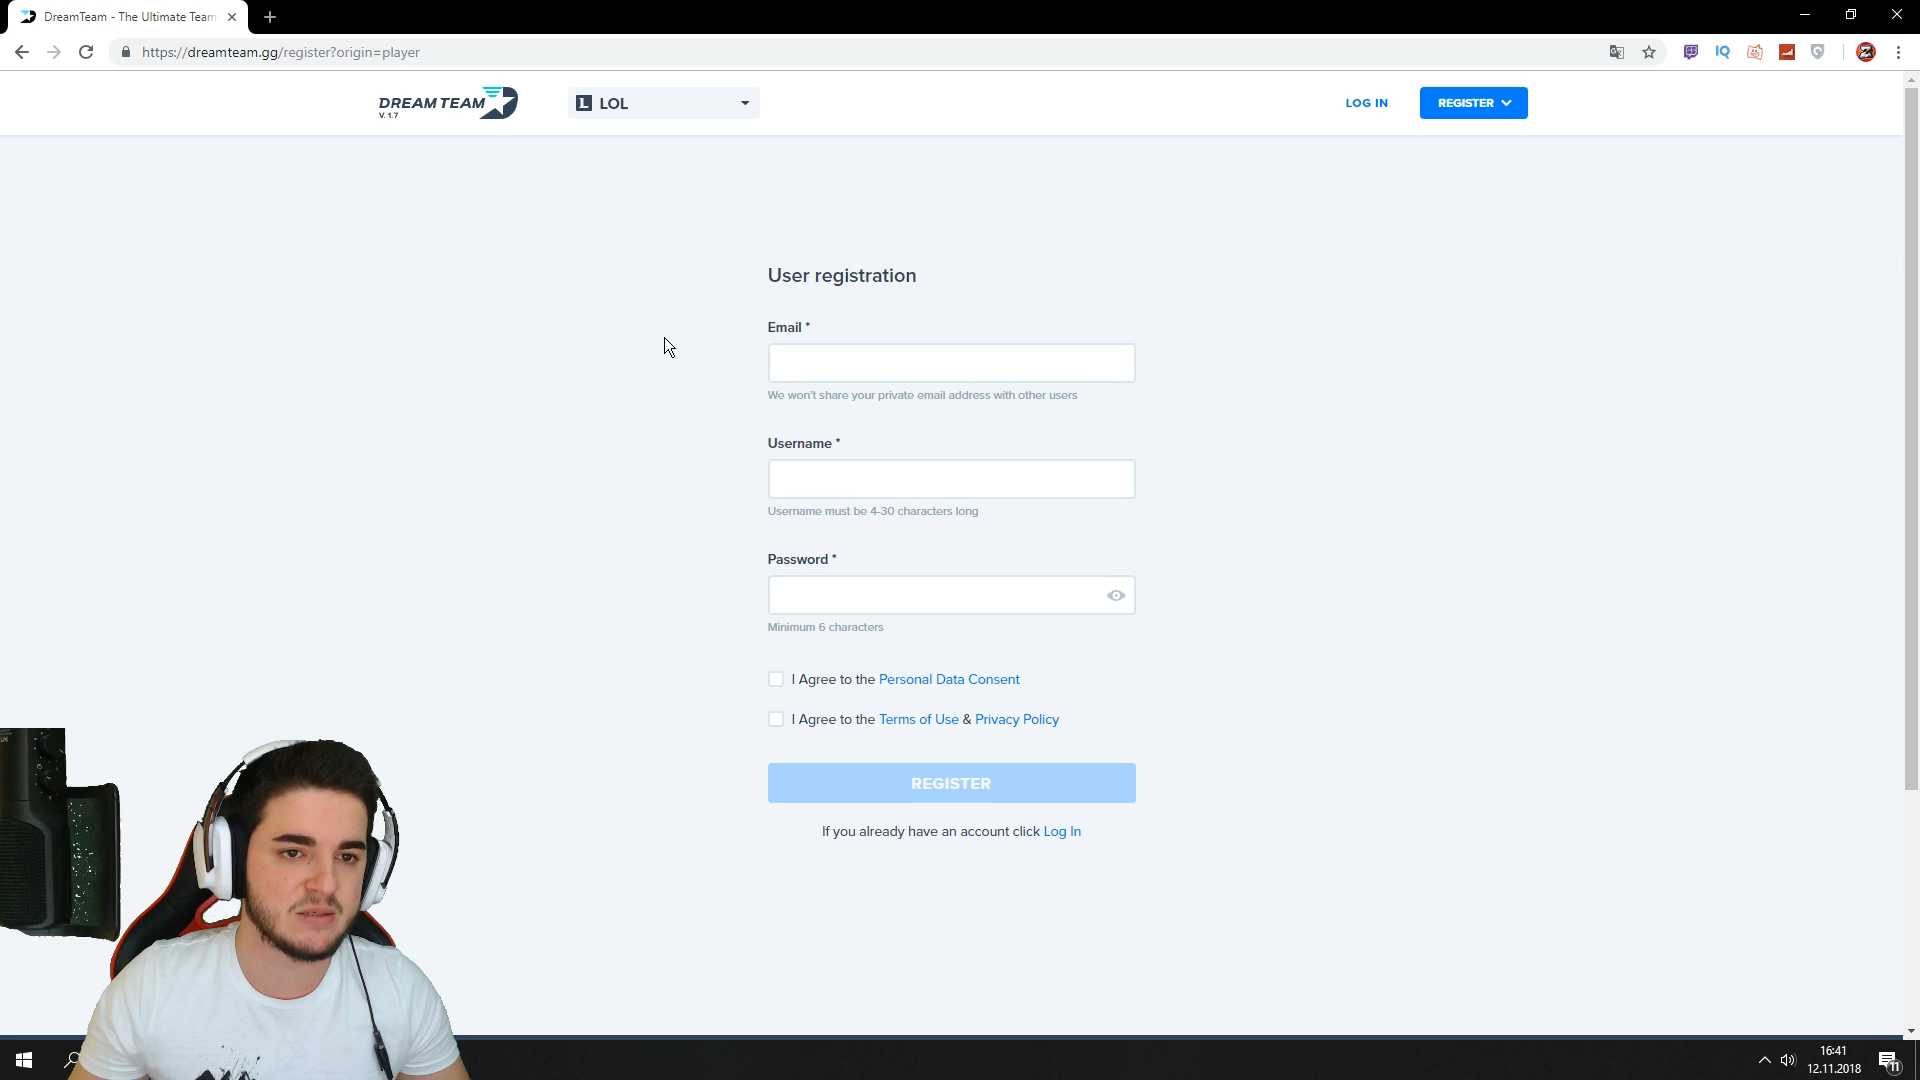 DreamTeam - The Ultimate Team
https://dreamteam.gg/register?origin=player
IQ
DREAM TEAM
V. 1.7
L LOL
LOG IN
REGISTER
User registration
Email *
We won't share your private email address with other users
Username *
Username must be 4-30 characters long
Password *
Minimum 6 characters
I Agree to the Personal Data Consent
I Agree to the Terms of Use & Privacy Policy
REGISTER
If you already have an account click Log In
16:41
12.11.2018
11